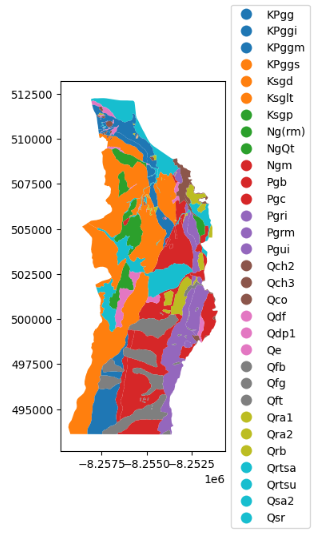 KPgg
KPggi
KPggm
KPggs
Ksgd
Ksglt
Ksgp
Ng(rm)
NgQt
Ngm
Pgb
Pgc
Pgri
Pgrm
Pgui
Qch2
Qch3
Qco
Qdf
Qdp1
Qe
Qfb
Qfg
Qft
Qra1
Qra2
Qrb
Qrtsa
Qrtsu
Qsa2
Qsr
512500
510000
507500
505000
502500
500000
497500
495000
−8.2575 −8.2550 −8.2525
1e6